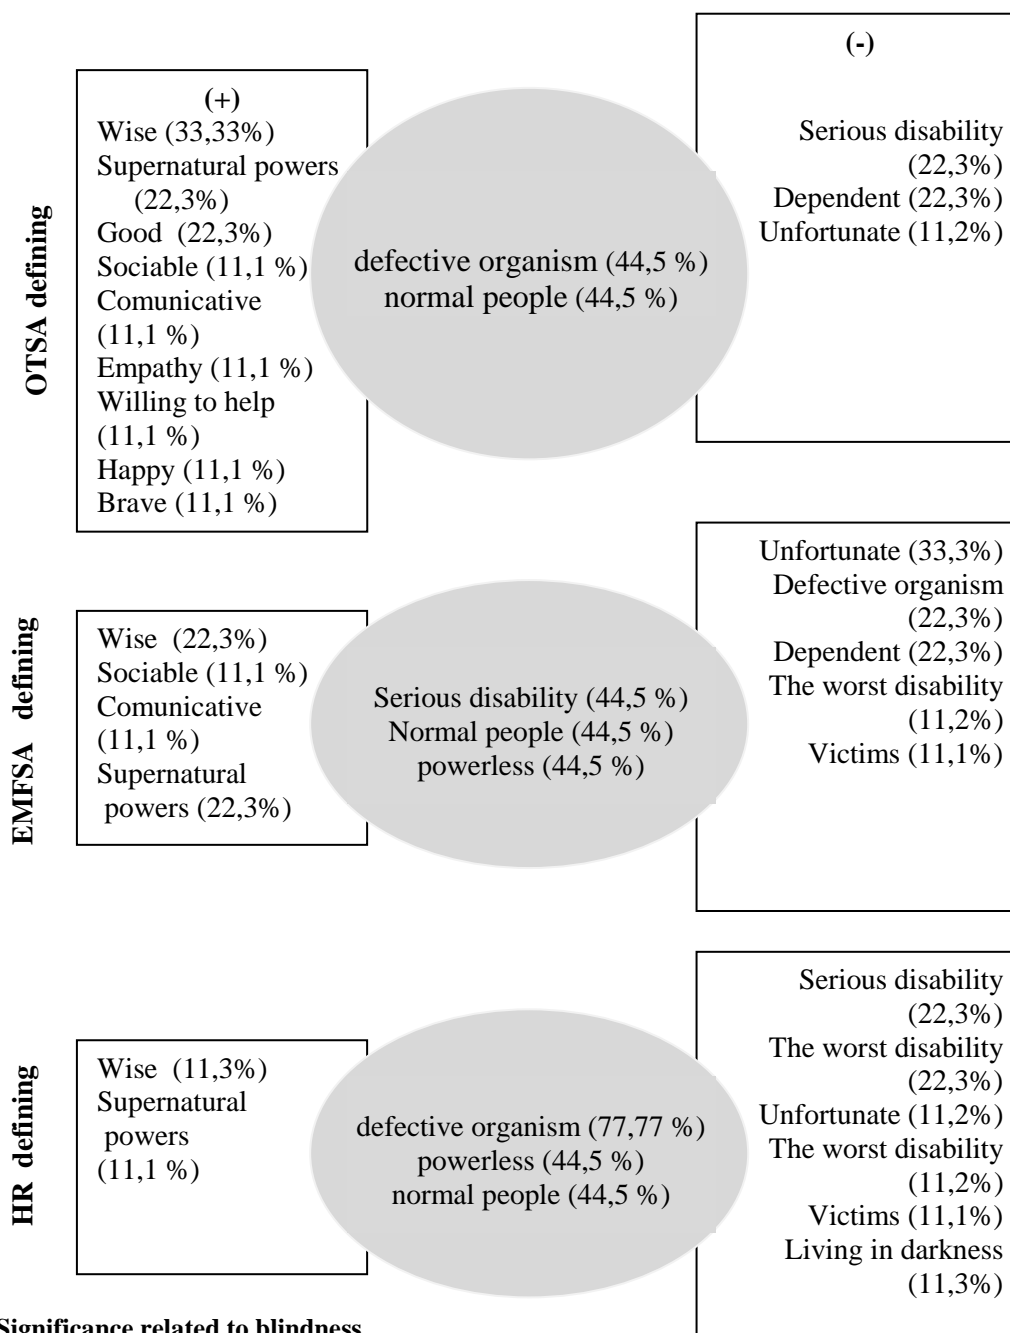 OTSA defining
(+)
Wise (33,33%)
Supernatural powers
(22,3%)
Good (22,3%)
Sociable (11,1 %)
Comunicative
(11,1 %)
Empathy (11,1 %)
Willing to help
(11,1 %)
Happy (11,1 %)
Brave (11,1 %)
defective organism (44,5 %)
normal people (44,5 %)
(-)
Serious disability
(22,3%)
Dependent (22,3%)
Unfortunate (11,2%)
EMFSA defining
Wise (22,3%)
Sociable (11,1 %)
Comunicative
(11,1 %)
Supernatural
powers (22,3%)
Serious disability (44,5 %)
Normal people (44,5 %)
powerless (44,5 %)
Unfortunate (33,3%)
Defective organism
(22,3%)
Dependent (22,3%)
The worst disability
(11,2%)
Victims (11,1%)
HR defining
Wise (11,3%)
Supernatural
powers
(11,1 %)
defective organism (77,77 %)
powerless (44,5 %)
normal people (44,5 %)
Serious disability
(22,3%)
The worst disability
(22,3%)
Unfortunate (11,2%)
The worst disability
(11,2%)
Victims (11,1%)
Living in darkness
(11,3%)
Significance related to blindness